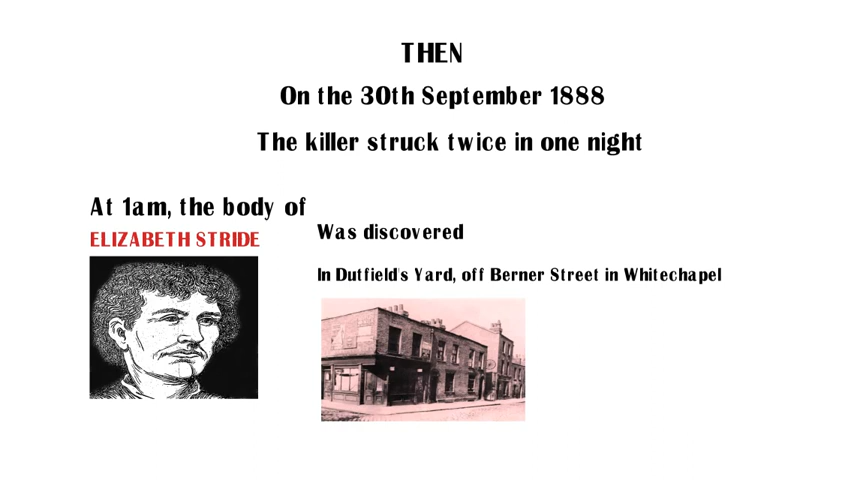 THEN
On the 30th September 1888
The killer struck twice in one night
At 1am, the body of
ELIZABETH STRIDE
Was discovered
In Dutfield's Yard, off Berner Street in Whitechapel